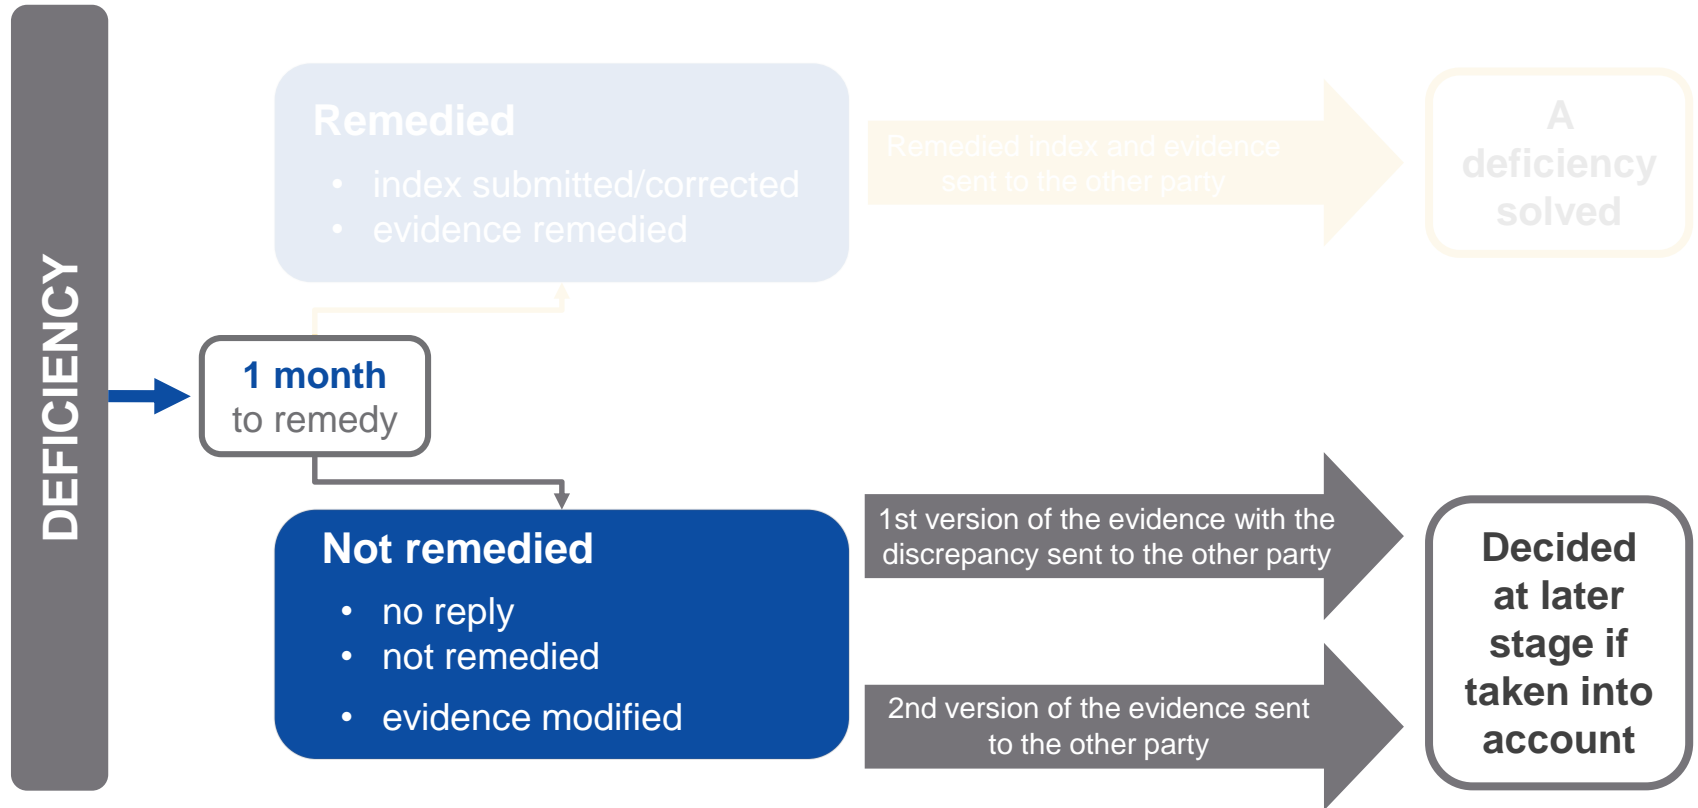 DEFICIENCY
Remedied
• index submitted/corrected
• evidence remedied
Remedied index and evidence
sent to the other party
A
deficiency
solved
1 month
to remedy
Not remedied
• no reply
• not remedied
• evidence modified
1st version of the evidence with the
discrepancy sent to the other party
2nd version of the evidence sent
to the other party
Decided
at later
stage if
taken into
account